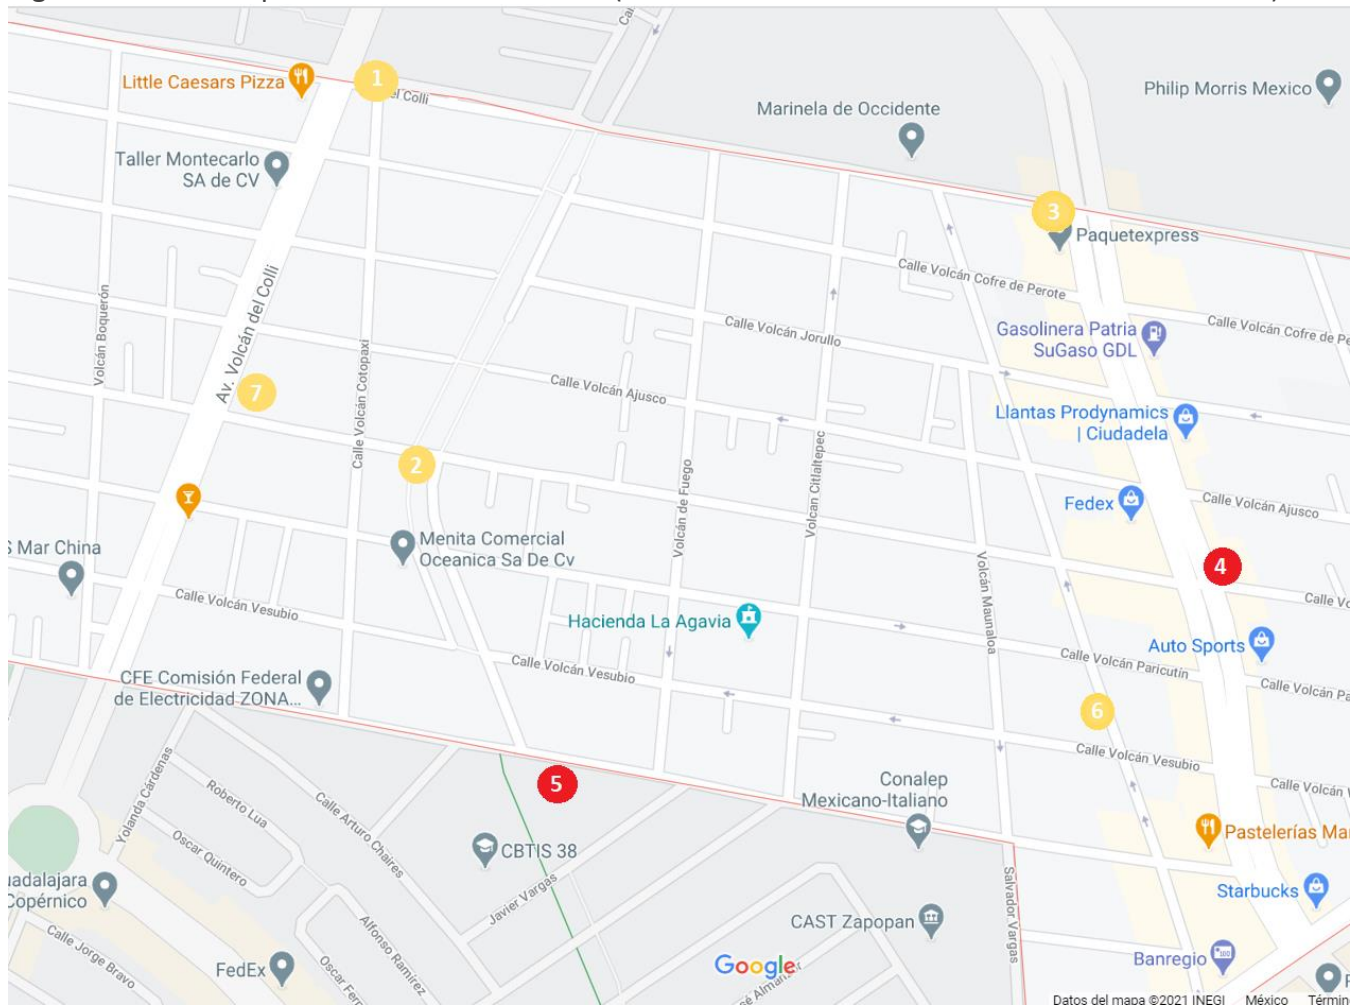 Little Caesars Pizza
1
el Colli
Marinela de Occidente
Philip Morris Mexico
Taller Montecarlo
SA de CV
3
Paquetexpress
Calle Volcán Cofre de Perote
Calle Volcán Cofre de Pe
Volcán Boquerón
Av. Volcán del Colli
Calle Volcán Jorullo
Gasolinera Patria
SuGaso GDL
7
Calle Volcán Cotopaxi
Calle Volcán Ajusco
Llantas Prodynamics
| Ciudadela
2
Volcán de Fuego
Volcan Citlaltepec
Fedex
Calle Volcán Ajusco
S Mar China
Menita Comercial
Oceanica Sa De Cv
Volcán Maunaloa
4
Calle Volcán Vesubio
Hacienda La Agavia
Calle Vo
Auto Sports
Calle Volcán Paricutín
Calle Volcán Vesubio
CFE Comisión Federal
de Electricidad ZONA...
Calle Volcán Pa
6
Calle Volcán Vesubio
5
Conalep
Mexicano-Italiano
Calle Volcán V
Yolanda Cárdenas
Roberto Lua
Calle Arturo Chaires
Oscar Quintero
CBTIS 38
Pastelerías Mar
uadalajara
Copérnico
Javier Vargas
Salvador Vargas
Starbucks
CAST Zapopan
Calle Jorge Bravo
Alfonso Ramírez
FedEx
Oscar Fer
Google
Banregio
Datos del mapa ©2021 INEGI México Términ